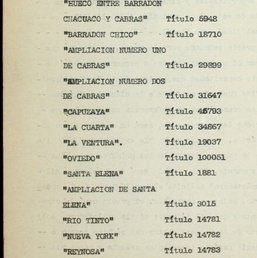 "HUECO ENTRE BARRADON
CHACUACO Y CABRAS" Título 5948
"BARRADON CHICO" Título 18710
"AMPLIACION NUMERO UNO
DE CABRAS" Título 29899
"AMPLIACION NUMERO DOS
DE CABRAS" Título 31647
"CAPUZAYA" Título 45793
"LA CUARTA" Título 34867
"LA VENTURA". Título 19037
"OVIEDO" Título 100051
"SANTA ELENA" Título 1881
"AMPLIACION DE SANTA
ELENA" Título 3015
"RIO TINTO" Título 14781
"NUEVA YORK" Título 14782
"REYNOSA" Título 14783